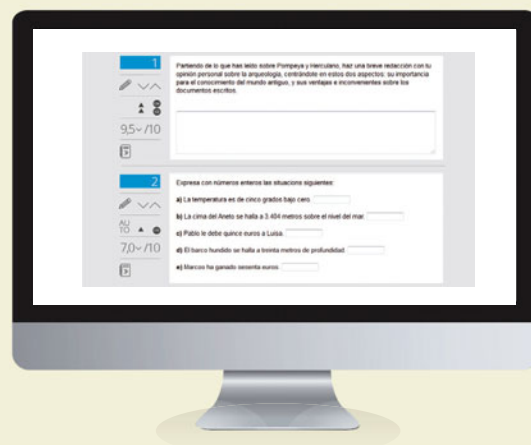 1
Partiendo de lo que has leído sobre Pompeya y Herculano, haz una breve redacción con tu
opinión personal sobre la arqueología, centrándote en estos dos aspectos: su importancia
para el conocimiento del mundo antiguo, y sus ventajas e inconvenientes sobre los
documentos escritos.
9,5 /10
2
Expresa con números enteros las situacions siguientes:
a) La temperatura es de cinco grados bajo cero.
b) La cima del Aneto se halla a 3.404 metros sobre el nivel del mar.
AU
TO
c) Pablo le debe quince euros a Luisa.
7,0 /10
d) El barco hundido se halla a treinta metros de profundidad.
e) Marcos ha ganado sesenta euros.